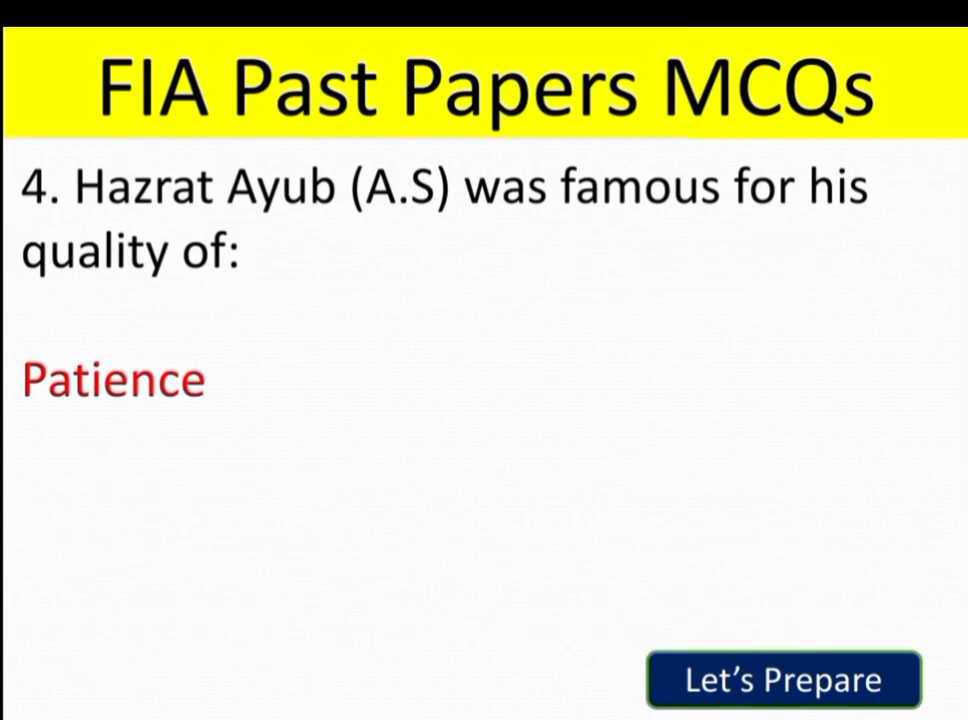 FIA Past Papers MCQs
4. Hazrat Ayub (A.S) was famous for his
quality of:
Patience
Let’s Prepare